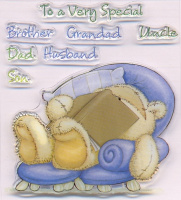 To a Very Special
Brother Grandad Uncle
Dad Husband
Son